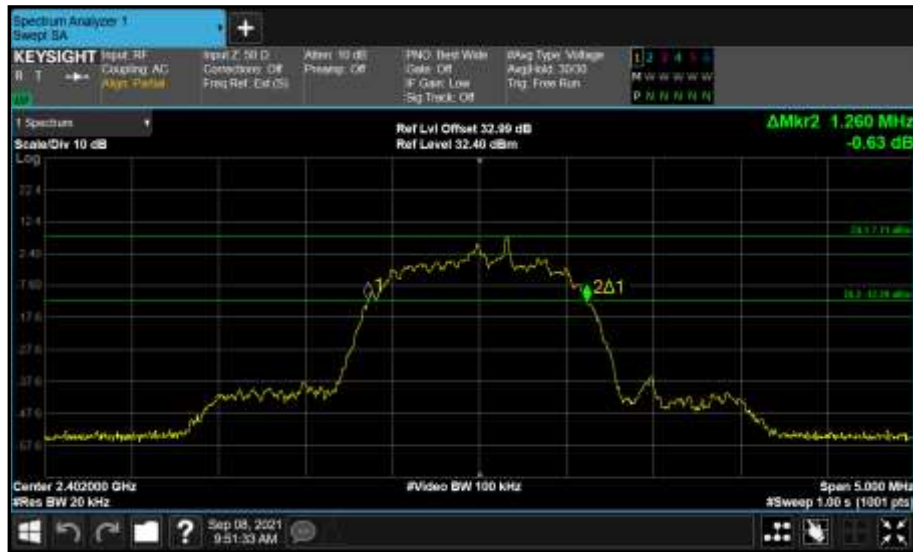 Spectrum Analyzer 1
Swept SA
+
KEYSIGHT
R T
Input: RF
Coupling: AC
Align: Partial
Input Z: 50 Ω
Corrections: Off
Freq Ref: Ext (S)
Atten: 10 dB
Preamp: Off
PNO: Best Wide
Gate: Off
IF Gain: Low
Sig Track: Off
#Avg Type: Voltage
Avg|Hold: 30/30
Trig: Free Run
1 2 3 4 5 6
M W W W W W
P N N N N N
1 Spectrum
Scale/Div 10 dB
Log
Ref Lvl Offset 32.99 dB
Ref Level 32.40 dBm
ΔMkr2 1.260 MHz
-0.63 dB
22.4
12.4
2.40
-7.60
-17.6
-27.6
-37.6
-47.6
-57.6
1
2Δ1
Center 2.402000 GHz
#Res BW 20 kHz
#Video BW 100 kHz
Span 5.000 MHz
#Sweep 1.00 s (1001 pts)
?
Sep 08, 2021
9:51:33 AM